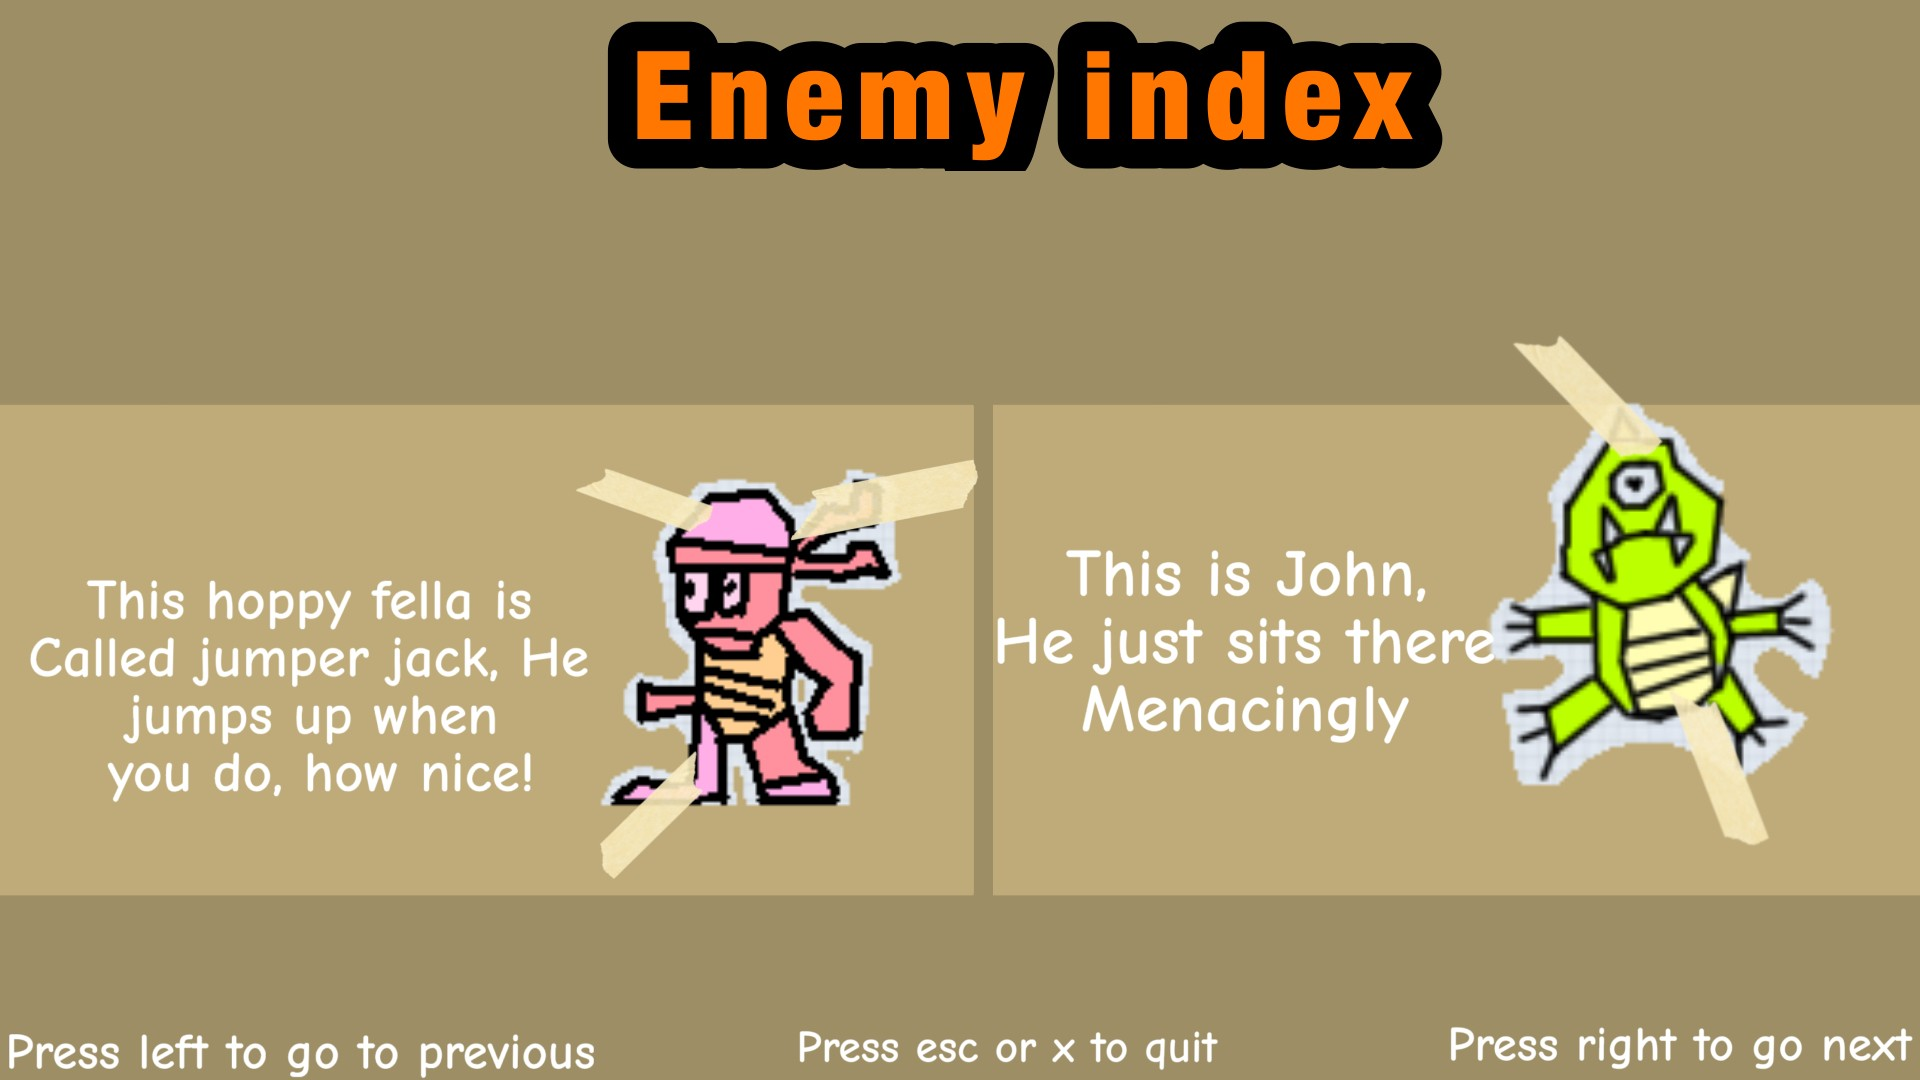 Enemy index
This hoppy fella is
Called jumper jack, He
jumps up when
you do, how nice!
This is John,
He just sits there
Menacingly
Press left to go to previous
Press esc or x to quit
Press right to go next